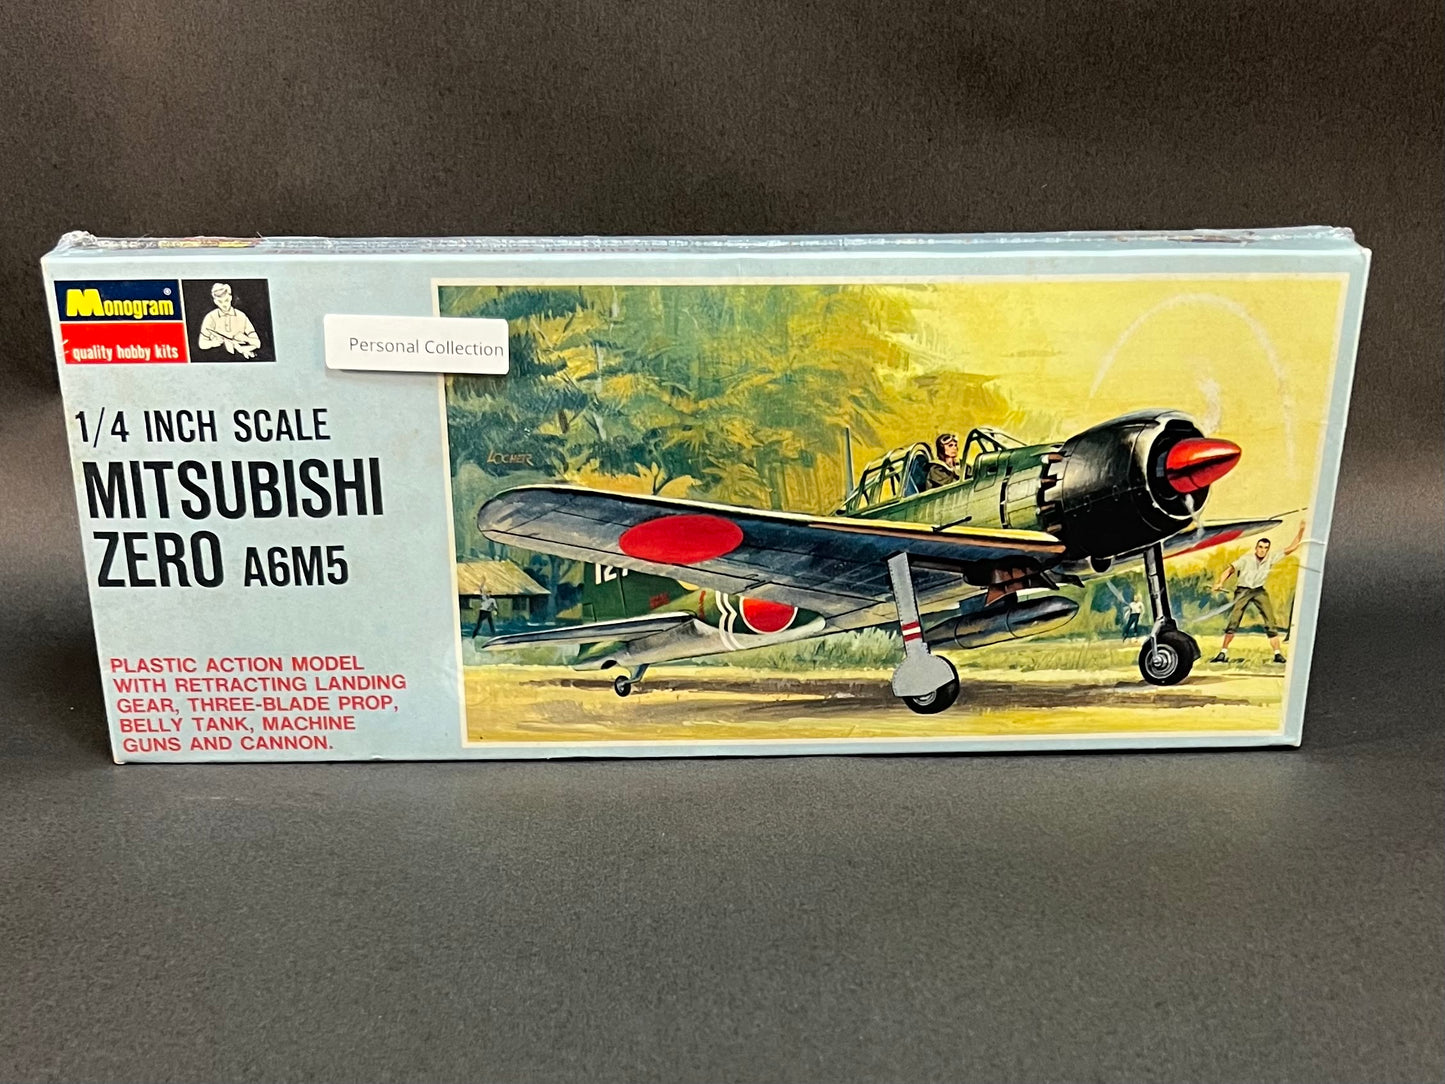 Monogram®
quality hobby kits
Personal Collection
1/4 INCH SCALE
MITSUBISHI
ZERO A6M5
PLASTIC ACTION MODEL
WITH RETRACTING LANDING
GEAR, THREE-BLADE PROP,
BELLY TANK, MACHINE
GUNS AND CANNON.
LOCHER